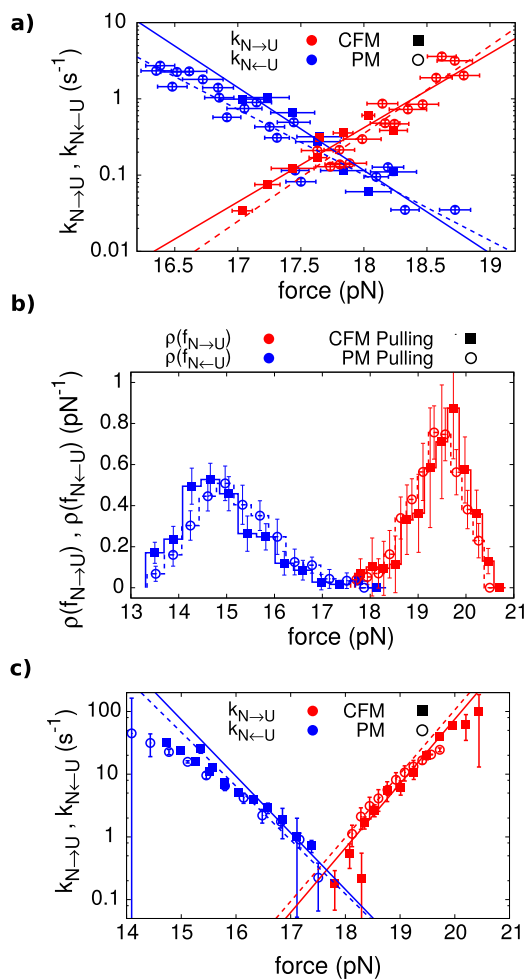 a)
k_{N→U} CFM
k_{N←U} PM
k_{N→U} , k_{N←U} (s^{-1})
10
1
0.1
0.01
16.5 17 17.5 18 18.5 19
force (pN)
b)
ρ(f_{N→U}) CFM Pulling
ρ(f_{N←U}) PM Pulling
ρ(f_{N→U}) , ρ(f_{N←U}) (pN^{-1})
1
0.8
0.6
0.4
0.2
0
13 14 15 16 17 18 19 20 21
force (pN)
c)
k_{N→U} CFM
k_{N←U} PM
k_{N→U} , k_{N←U} (s^{-1})
100
10
1
0.1
14 15 16 17 18 19 20 21
force (pN)